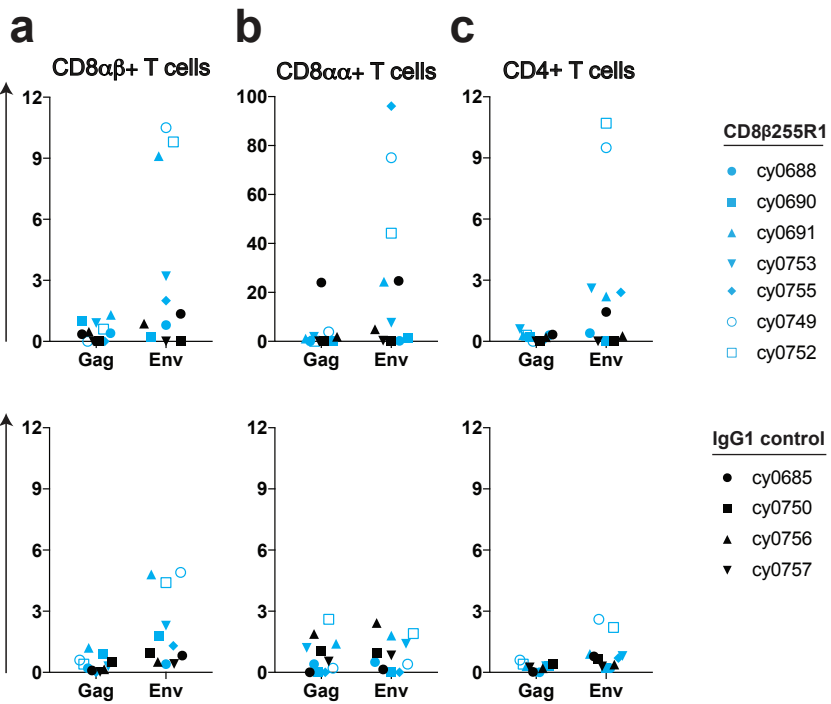 a
b
c
CD8αβ+ T cells
CD8αα+ T cells
CD4+ T cells
12
9
6
3
0
Gag
Env
100
80
60
40
20
0
Gag
Env
12
9
6
3
0
Gag
Env
CD8β255R1
cy0688
cy0690
cy0691
cy0753
cy0755
cy0749
cy0752
12
9
6
3
0
Gag
Env
12
9
6
3
0
Gag
Env
12
9
6
3
0
Gag
Env
IgG1 control
cy0685
cy0750
cy0756
cy0757